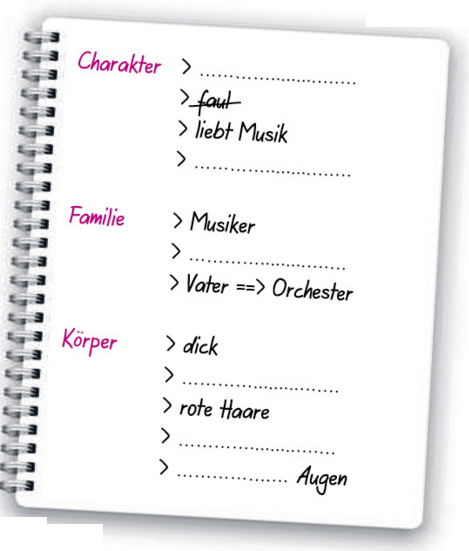 Charakter > ..............................
> faul
> liebt Musik
> ..............................
Familie > Musiker
> ..............................
> Vater ==> Orchester
Körper > dick
> ..............................
> rote Haare
> ..............................
> ..................... Augen